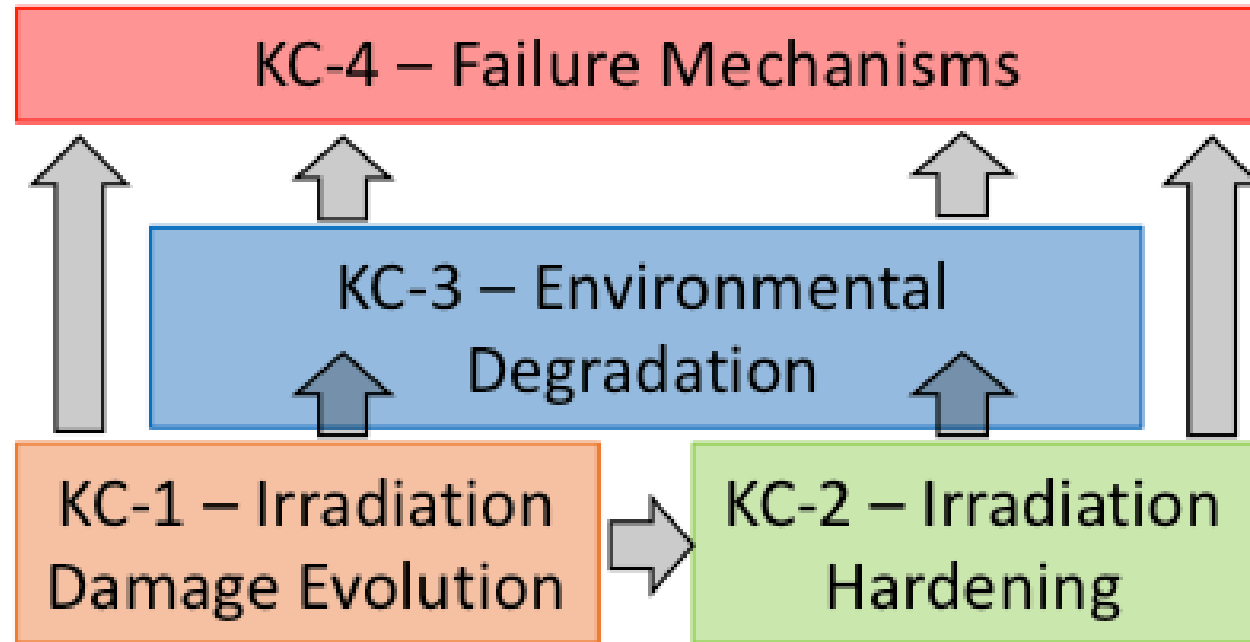 KC-4 – Failure Mechanisms
KC-3 – Environmental
Degradation
KC-1 – Irradiation
Damage Evolution
KC-2 – Irradiation
Hardening